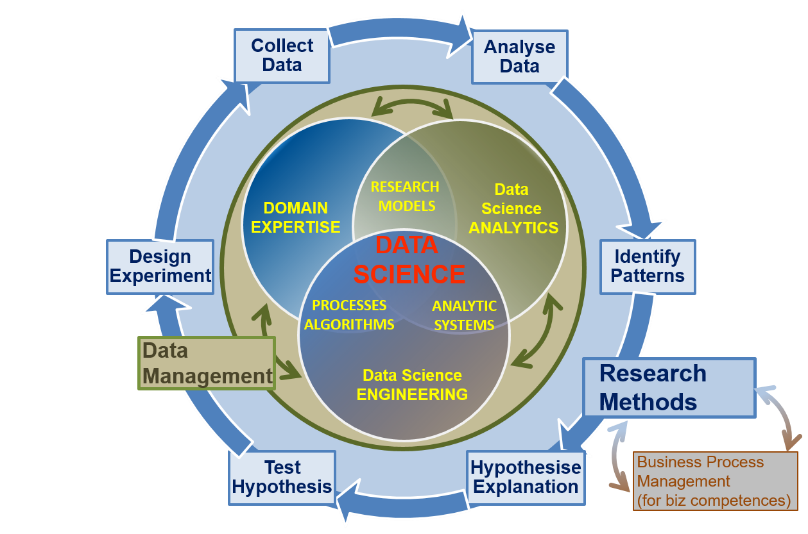 Collect
Data
Analyse
Data
RESEARCH
MODELS
DOMAIN
EXPERTISE
Data
Science
ANALYTICS
DATA
SCIENCE
Design
Experiment
Identify
Patterns
PROCESSES
ALGORITHMS
ANALYTIC
SYSTEMS
Data
Management
Data Science
ENGINEERING
Research
Methods
Test
Hypothesis
Hypothesise
Explanation
Business Process
Management
(for biz competences)